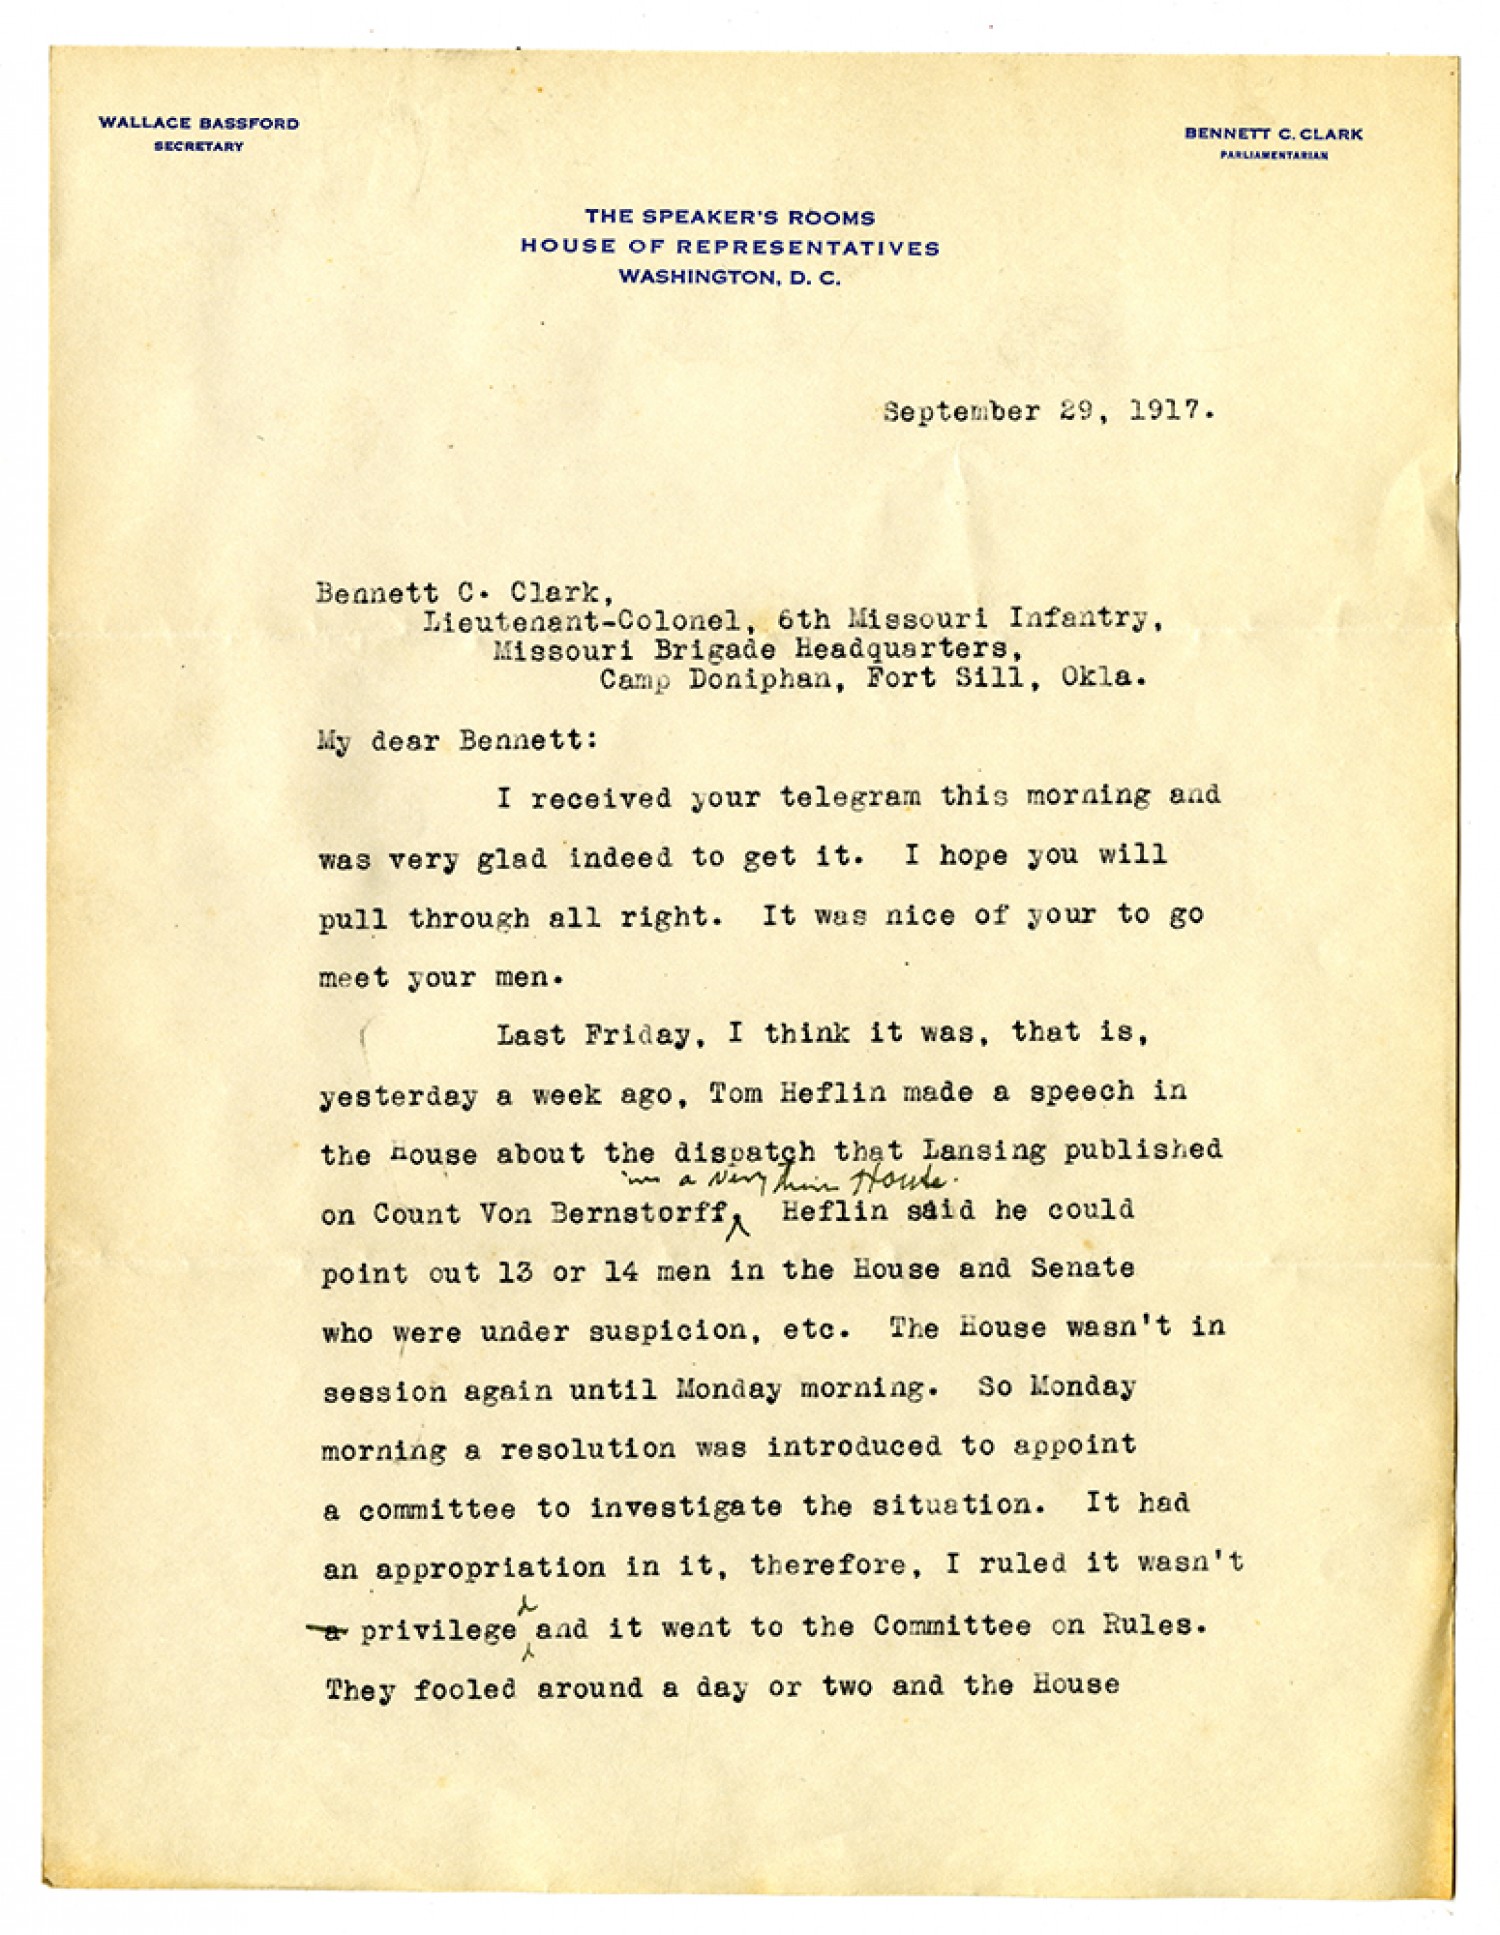 WALLACE BASSFORD
SECRETARY
BENNETT C. CLARK
PARLIAMENTARIAN
THE SPEAKER'S ROOMS
HOUSE OF REPRESENTATIVES
WASHINGTON, D. C.
September 29, 1917.
Bennett C. Clark,
Lieutenant-Colonel, 6th Missouri Infantry,
Missouri Brigade Headquarters,
Camp Doniphan, Fort Sill, Okla.
My dear Bennett:
I received your telegram this morning and
was very glad indeed to get it. I hope you will
pull through all right. It was nice of your to go
meet your men.
Last Friday, I think it was, that is,
yesterday a week ago, Tom Heflin made a speech in
the House about the dispatch that Lansing published
in a very thin House.
on Count Von Bernstorff. Heflin said he could
point out 13 or 14 men in the House and Senate
who were under suspicion, etc. The House wasn't in
session again until Monday morning. So Monday
morning a resolution was introduced to appoint
a committee to investigate the situation. It had
an appropriation in it, therefore, I ruled it wasn't
a privileged and it went to the Committee on Rules.
They fooled around a day or two and the House